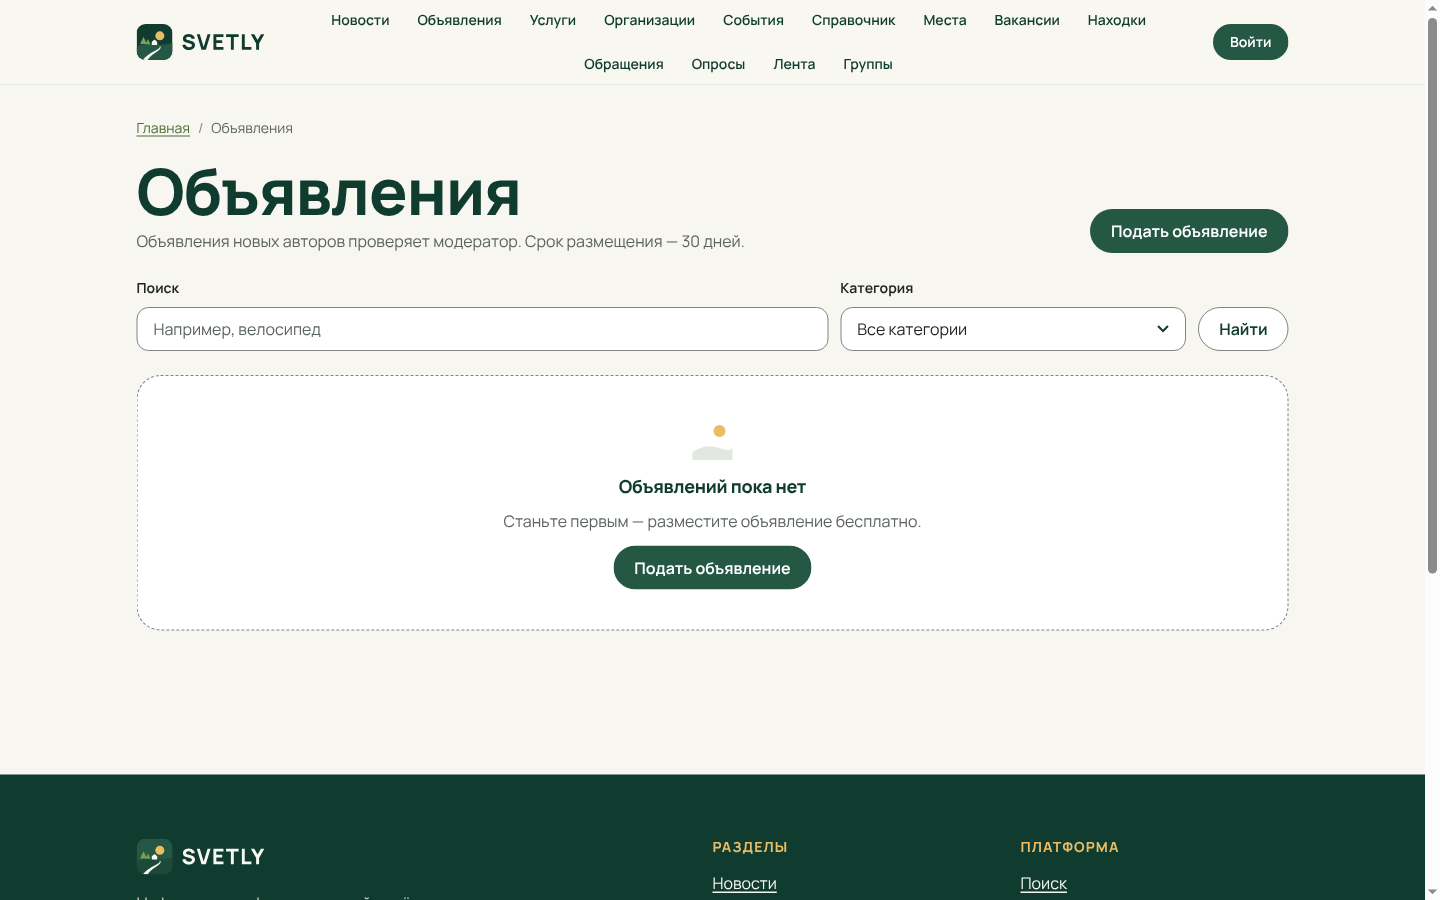 SVETLY
Новости Объявления Услуги Организации События Справочник Места Вакансии Находки
Обращения Опросы Лента Группы
Войти
Главная / Объявления
Объявления
Объявления новых авторов проверяет модератор. Срок размещения — 30 дней.
Подать объявление
Поиск
Категория
Например, велосипед
Все категории
Найти
Объявлений пока нет
Станьте первым — разместите объявление бесплатно.
Подать объявление
SVETLY
РАЗДЕЛЫ
ПЛАТФОРМА
Новости
Поиск